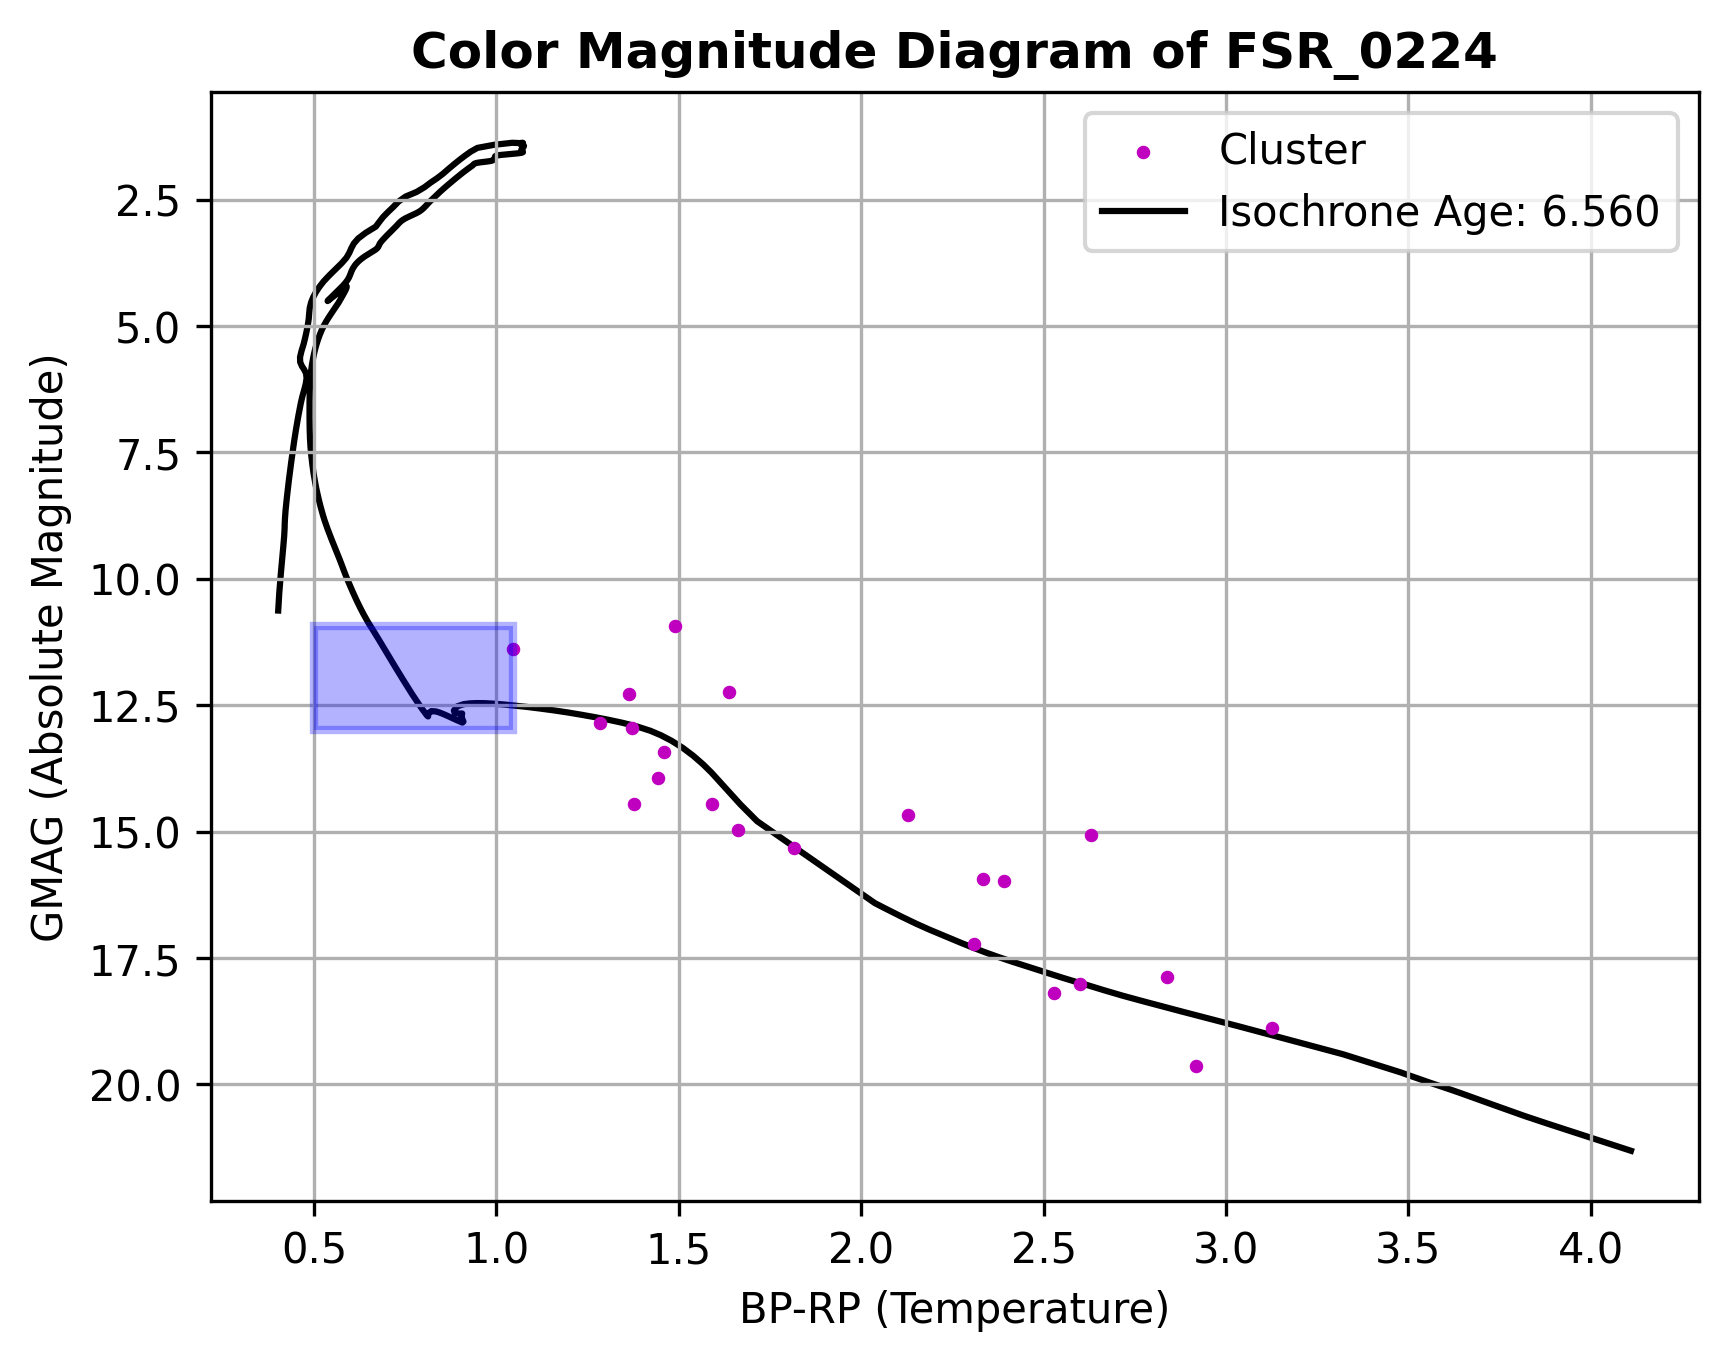 Color Magnitude Diagram of FSR_0224
Cluster
Isochrone Age: 6.560
GMAG (Absolute Magnitude)
2.5
5.0
7.5
10.0
12.5
15.0
17.5
20.0
0.5 1.0 1.5 2.0 2.5 3.0 3.5 4.0
BP-RP (Temperature)